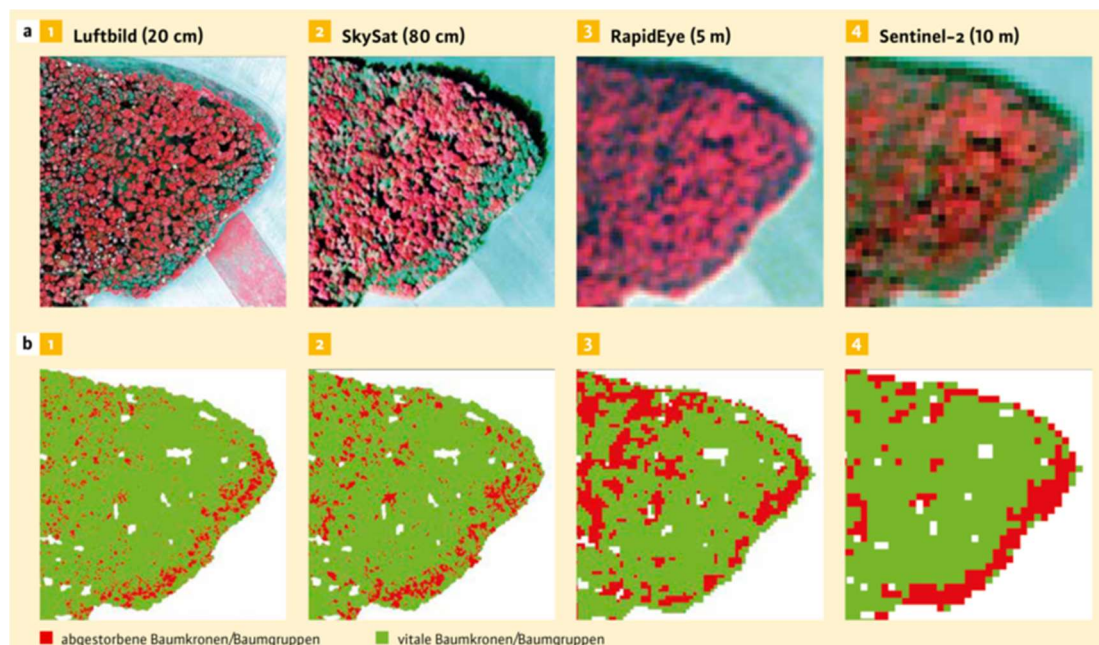 a 1 Luftbild (20 cm) 2 SkySat (80 cm) 3 RapidEye (5 m) 4 Sentinel-2 (10 m)
b 1 2 3 4
abgestorbene Baumkronen/Baumgruppen vitale Baumkronen/Baumgruppen